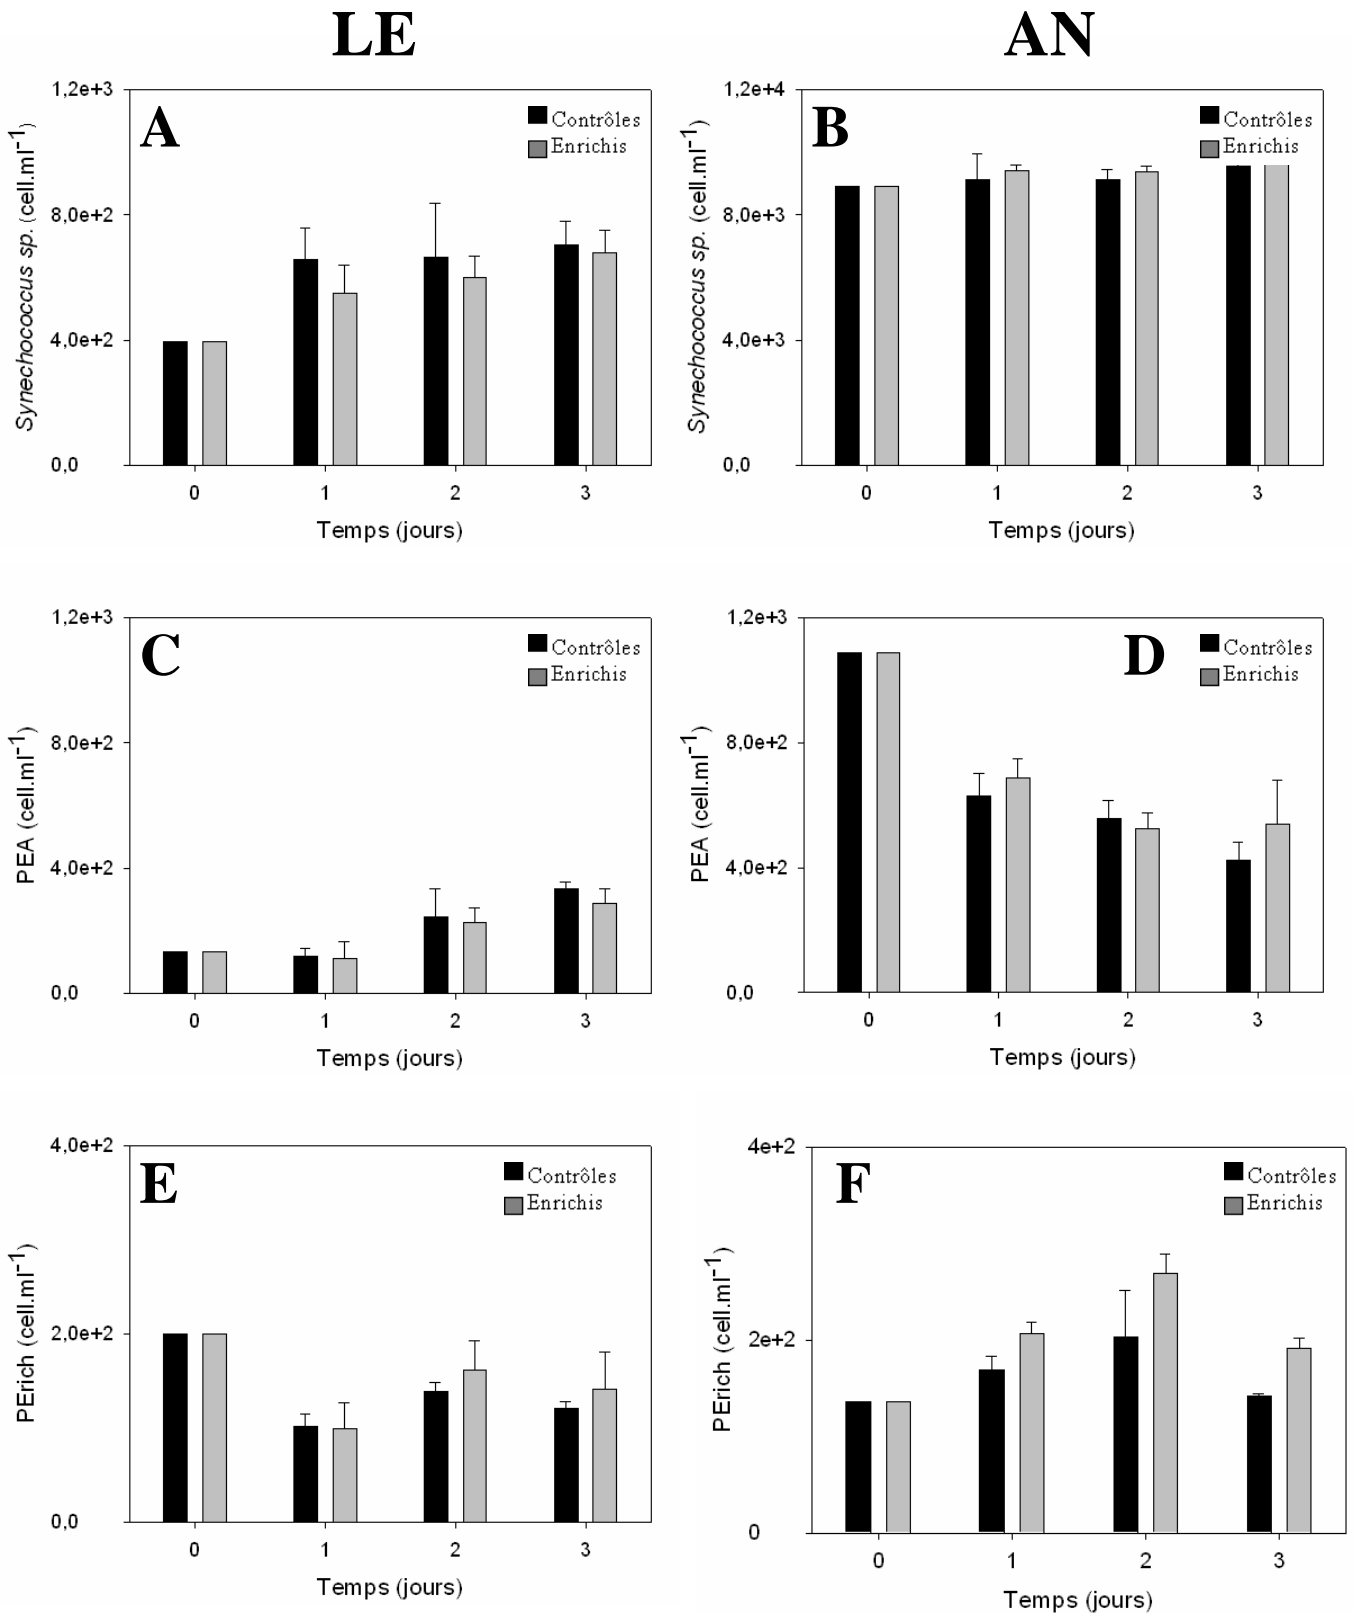 LE
AN
A
Contrôles
Enrichis
1,2e+3
8,0e+2
4,0e+2
0,0
Synechococcus sp. (cell.ml-1)
0 1 2 3
Temps (jours)
B
Contrôles
Enrichis
1,2e+4
8,0e+3
4,0e+3
0,0
Synechococcus sp. (cell.ml-1)
0 1 2 3
Temps (jours)
C
Contrôles
Enrichis
1,2e+3
8,0e+2
4,0e+2
0,0
PEA (cell.ml-1)
0 1 2 3
Temps (jours)
D
Contrôles
Enrichis
1,2e+3
8,0e+2
4,0e+2
0,0
PEA (cell.ml-1)
0 1 2 3
Temps (jours)
E
Contrôles
Enrichis
4,0e+2
2,0e+2
0,0
PErich (cell.ml-1)
0 1 2 3
Temps (jours)
F
Contrôles
Enrichis
4e+2
2e+2
0
PErich (cell.ml-1)
0 1 2 3
Temps (jours)